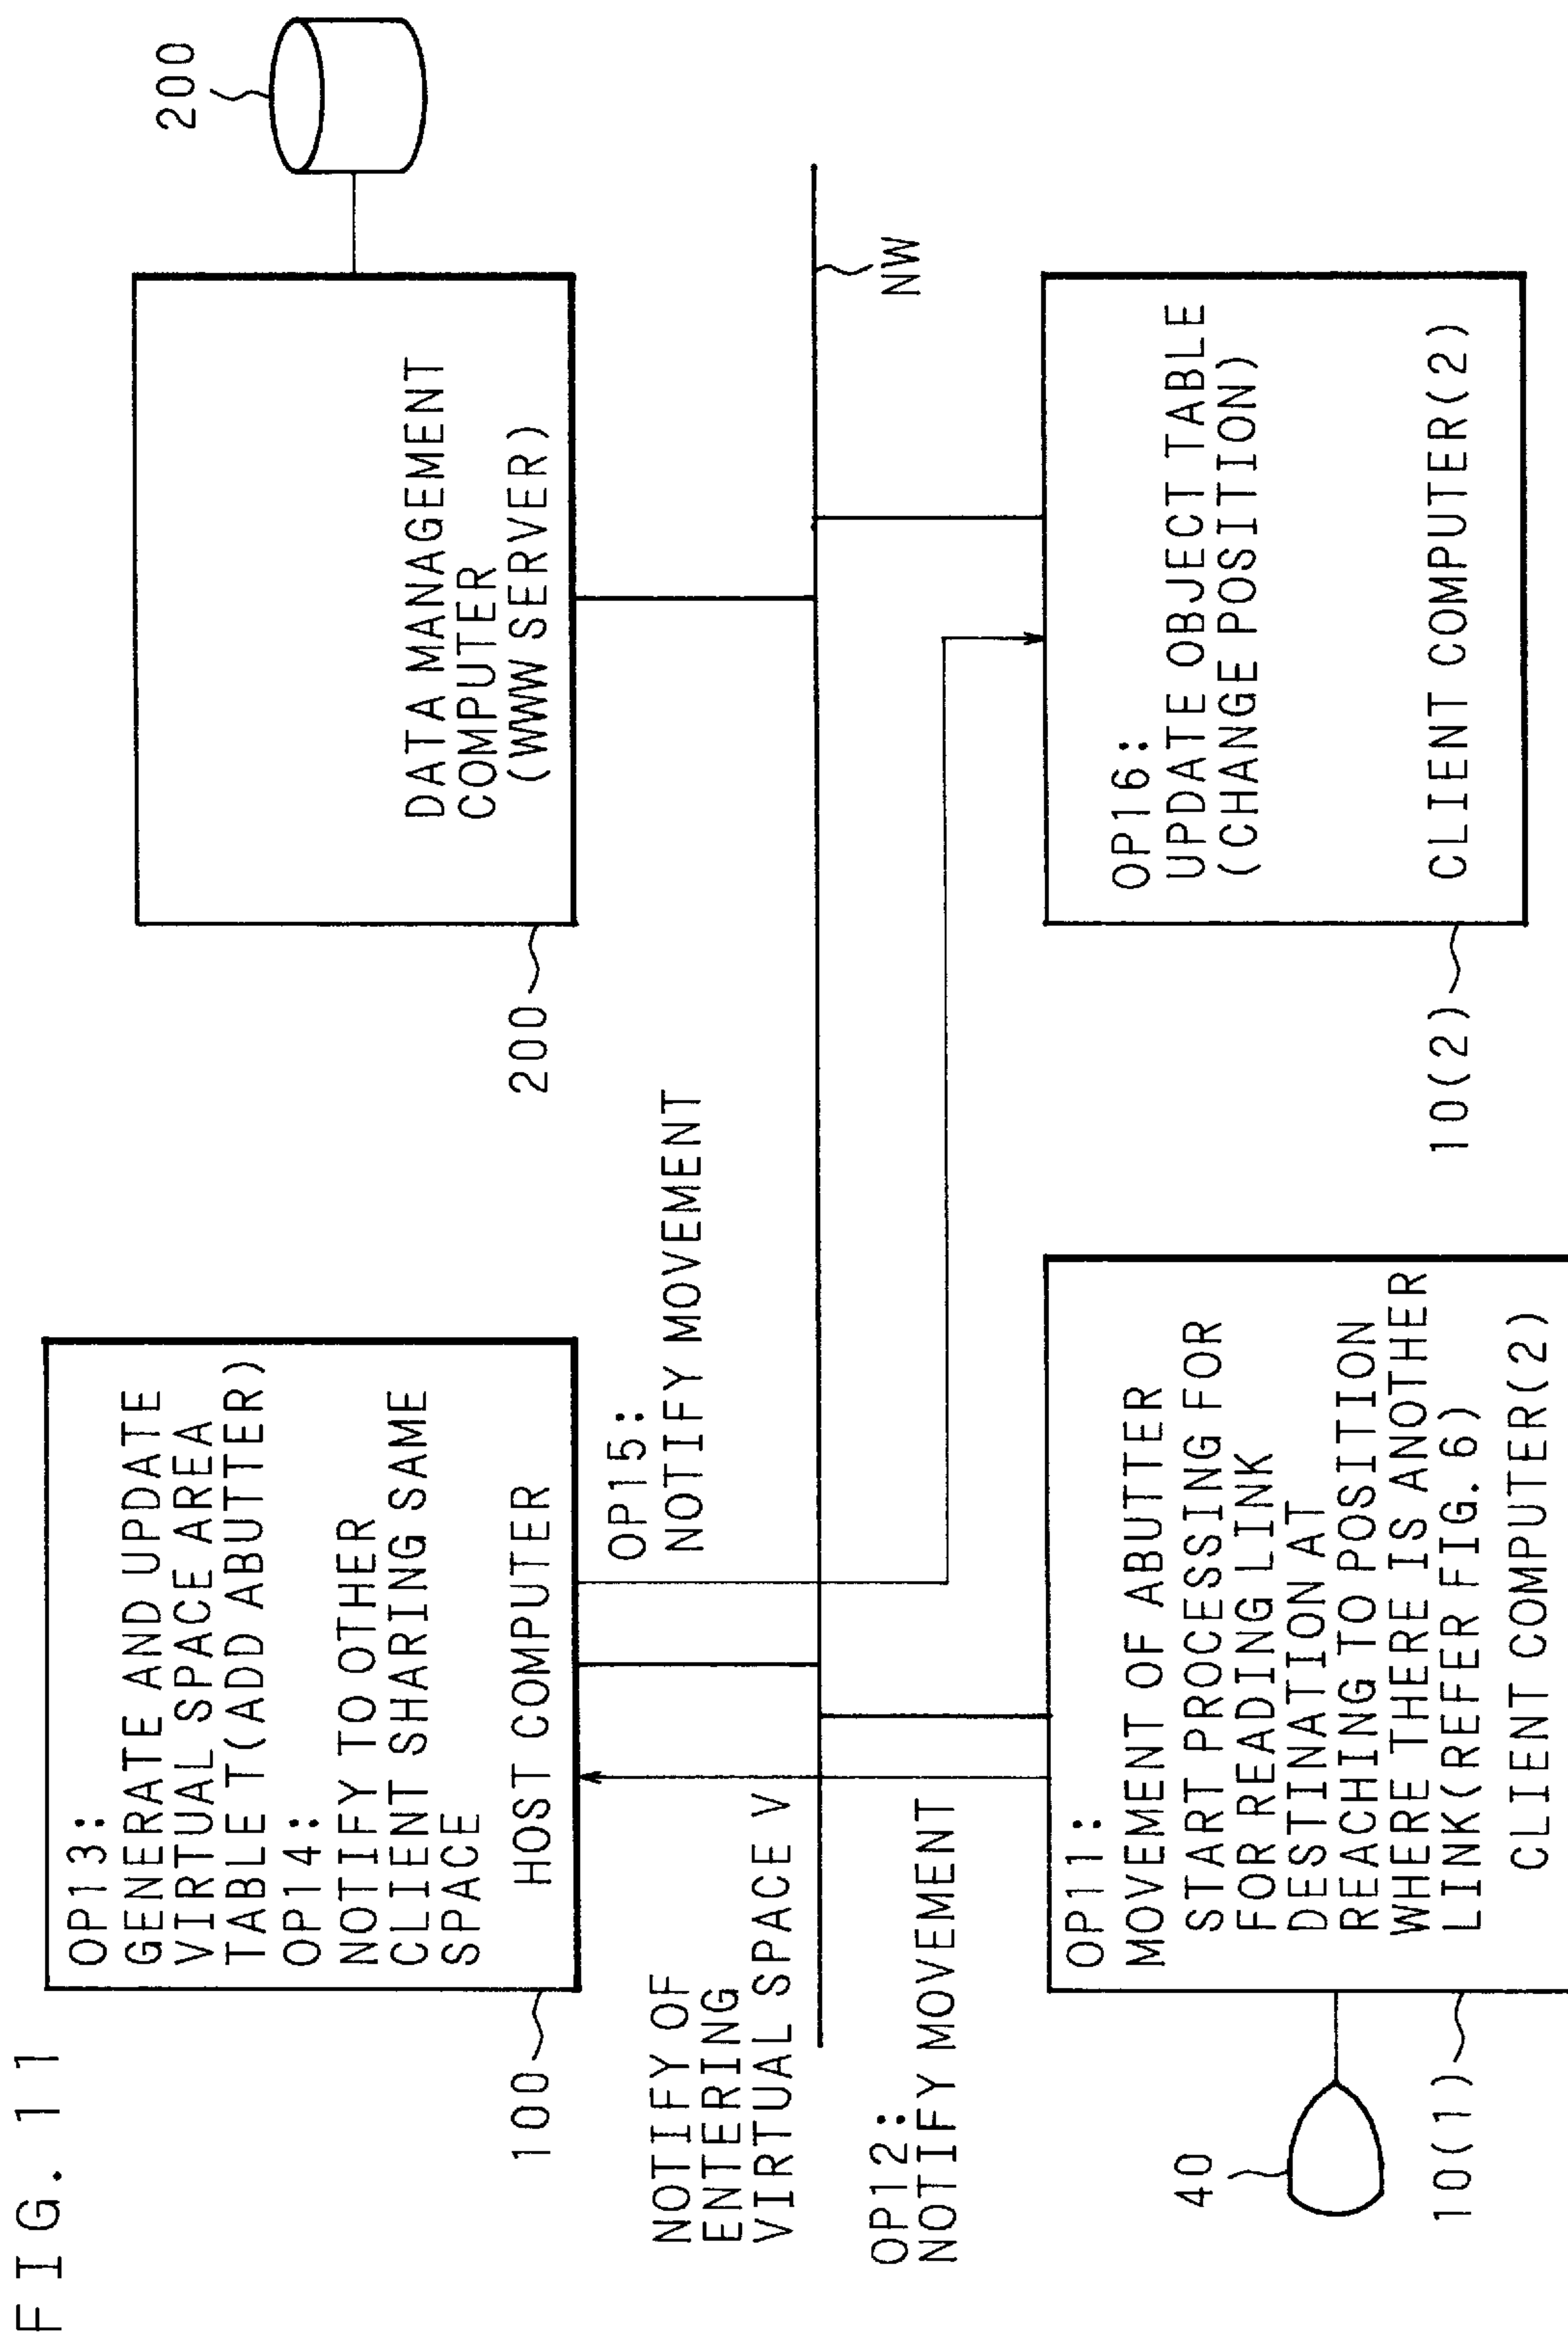 FIG. 11
OP13:
GENERATE AND UPDATE
VIRTUAL SPACE AREA
TABLE T(ADD ABUTTER)
OP14:
NOTIFY TO OTHER
CLIENT SHARING SAME
SPACE
HOST COMPUTER
100
DATA MANAGEMENT
COMPUTER
(WWW SERVER)
200
200
NOTIFY OF
ENTERING
VIRTUAL SPACE V
OP15:
NOTIFY MOVEMENT
OP12:
NOTIFY MOVEMENT
NW
OP11:
MOVEMENT OF ABUTTER
START PROCESSING FOR
FOR READING LINK
DESTINATION AT
REACHING TO POSITION
WHERE THERE IS ANOTHER
LINK(REFER FIG.6)
CLIENT COMPUTER(2)
40
10(1)
OP16:
UPDATE OBJECT TABLE
(CHANGE POSITION)
CLIENT COMPUTER(2)
10(2)